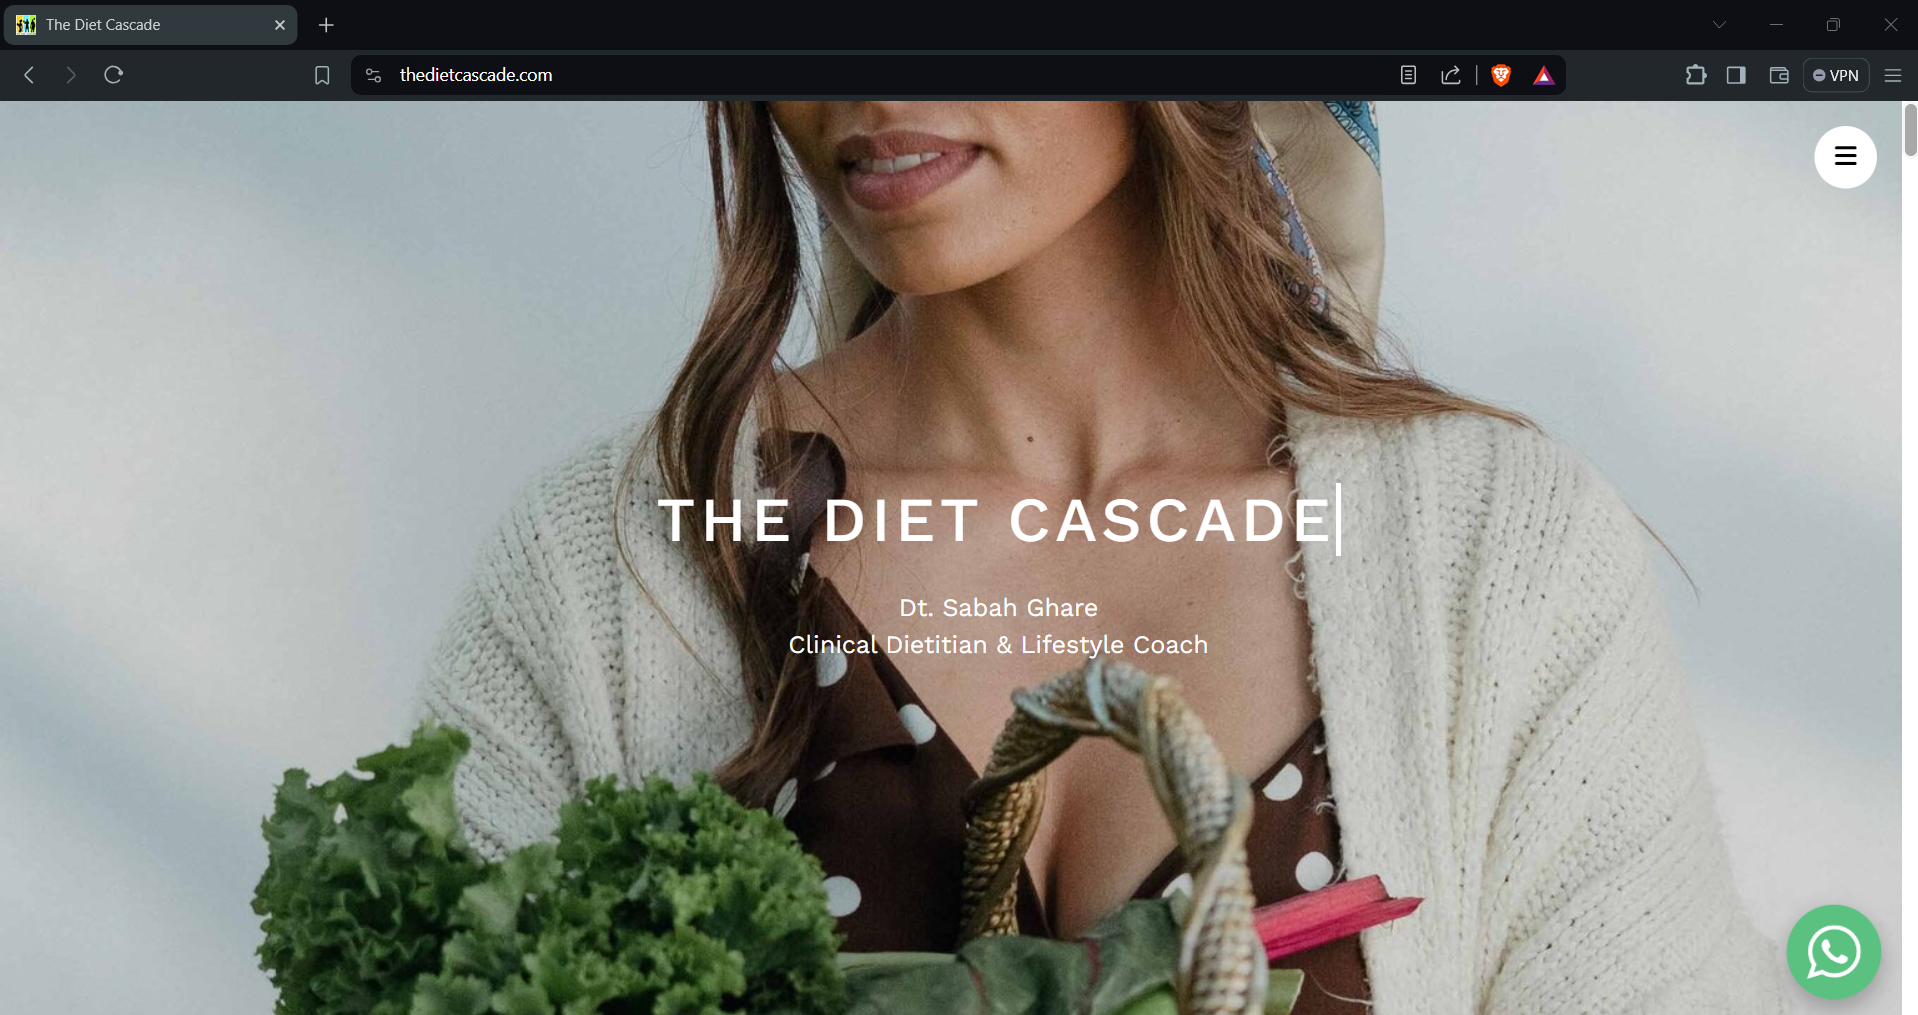 The Diet Cascade
thedietcascade.com
VPN
THE DIET CASCADE
Dt. Sabah Ghare
Clinical Dietitian & Lifestyle Coach